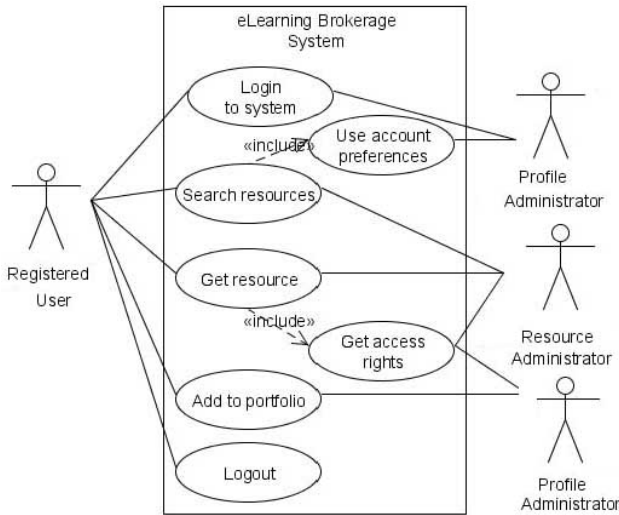 eLearning Brokerage
System
Login
to system
«include»
Use account
preferences
Profile
Administrator
Search resources
Registered
User
Get resource
«include»
Get access
rights
Resource
Administrator
Add to portfolio
Logout
Profile
Administrator